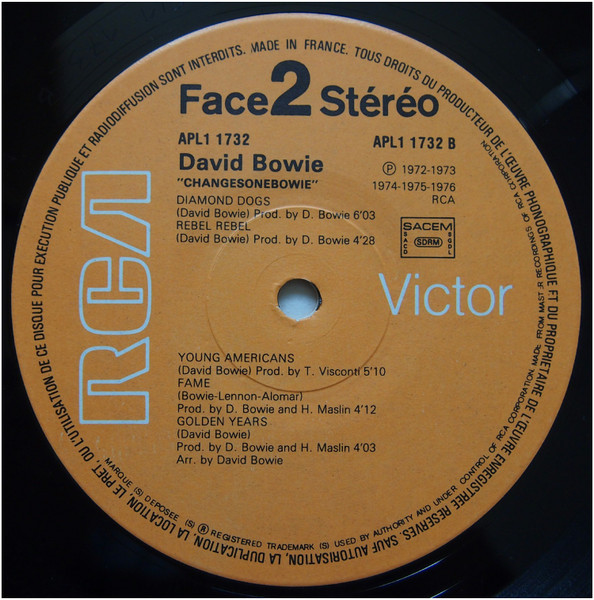 Face 2 Stéréo
APL1 1732
APL1 1732 B
David Bowie
"CHANGESONEBOWIE"
℗ 1972-1973
1974-1975-1976
RCA
DIAMOND DOGS
(David Bowie) Prod. by D. Bowie 6'03
REBEL REBEL
(David Bowie) Prod. by D. Bowie 4'28
SACEM
SACD
SDRM
BGDL
RCA
Victor
YOUNG AMERICANS
(David Bowie) Prod. by T. Visconti 5'10
FAME
(Bowie-Lennon-Alomar)
Prod. by D. Bowie and H. Maslin 4'12
GOLDEN YEARS
(David Bowie)
Prod. by D. Bowie and H. Maslin 4'03
Arr. by David Bowie
MADE IN FRANCE. TOUS DROITS DU PRODUCTEUR DE L'ŒUVRE PHONOGRAPHIQUE ET DU PROPRIETAIRE DE L'ŒUVRE ENREGISTREE RESERVES. SAUF AUTORISATION, LA DUPLICATION, LA LOCATION, LE PRET OU L'UTILISATION DE CE DISQUE POUR EXECUTION PUBLIQUE ET RADIODIFFUSION SONT INTERDITS.
MARQUE (S) DEPOSEE (S) ® REGISTERED TRADEMARK (S) USED BY AUTHORITY AND UNDER CONTROL OF RCA CORPORATION MADE FROM MASTER RECORDINGS OF RCA CORPORATION